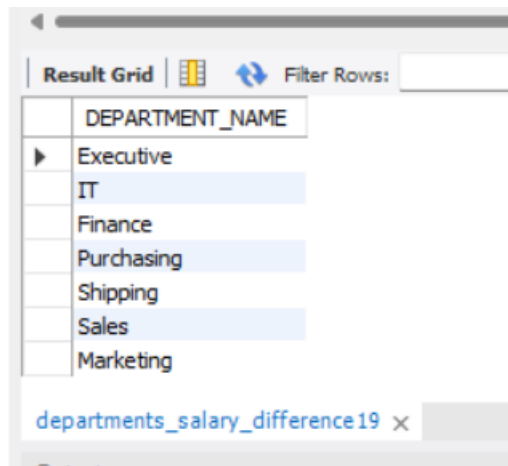 Result Grid Filter Rows:
DEPARTMENT_NAME
Executive
IT
Finance
Purchasing
Shipping
Sales
Marketing
departments_salary_difference19